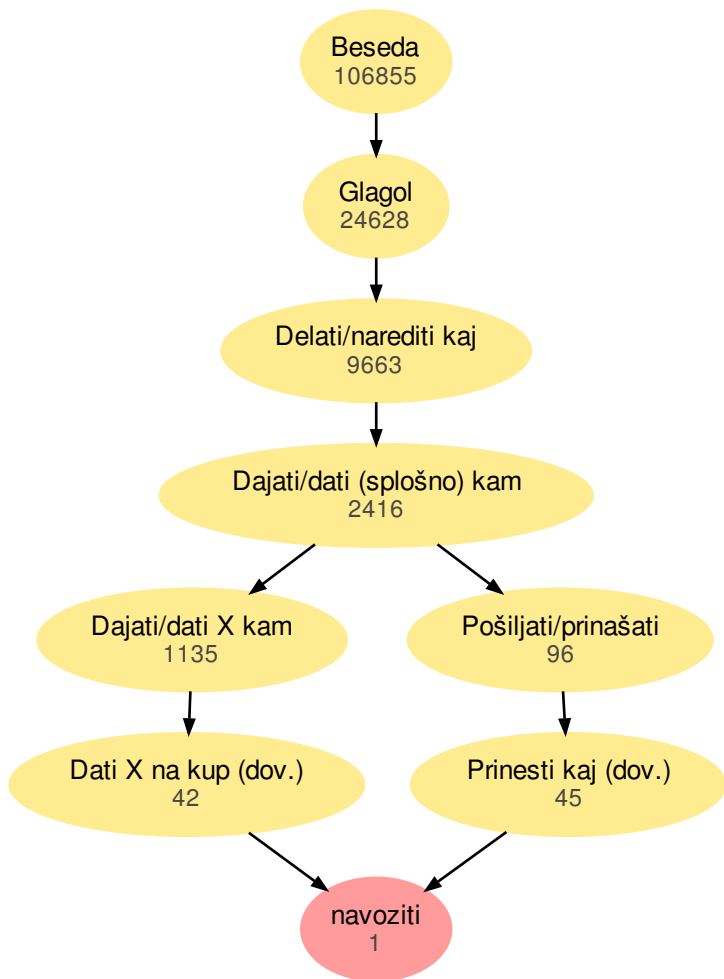 Beseda
106855
Glagol
24628
Delati/narediti kaj
9663
Dajati/dati (splošno) kam
2416
Dajati/dati X kam
1135
Pošiljati/prinašati
96
Dati X na kup (dov.)
42
Prinesti kaj (dov.)
45
navoziti
1